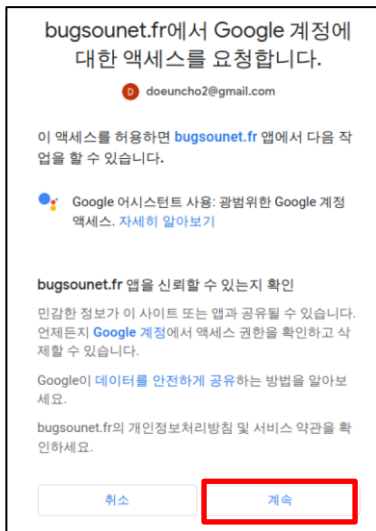 bugsounet.fr에서 Google 계정에
대한 액세스를 요청합니다.
D doeuncho2@gmail.com
이 액세스를 허용하면 bugsounet.fr 앱에서 다음 작
업을 할 수 있습니다.
Google 어시스턴트 사용: 광범위한 Google 계정
액세스. 자세히 알아보기
bugsounet.fr 앱을 신뢰할 수 있는지 확인
민감한 정보가 이 사이트 또는 앱과 공유될 수 있습니다.
언제든지 Google 계정에서 액세스 권한을 확인하고 삭
제할 수 있습니다.
Google이 데이터를 안전하게 공유하는 방법을 알아보
세요.
bugsounet.fr의 개인정보처리방침 및 서비스 약관을 확
인하세요.
취소 계속